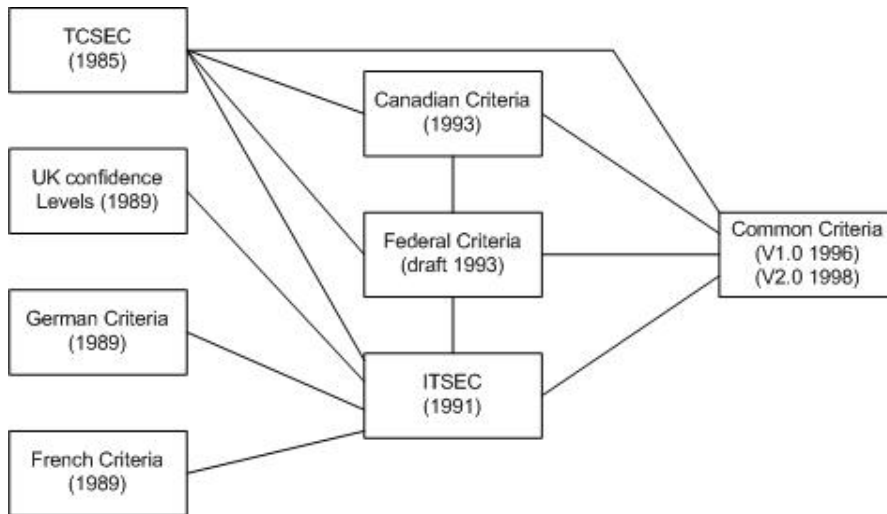 TCSEC
(1985)
UK confidence
Levels (1989)
German Criteria
(1989)
French Criteria
(1989)
Canadian Criteria
(1993)
Federal Criteria
(draft 1993)
ITSEC
(1991)
Common Criteria
(V1.0 1996)
(V2.0 1998)